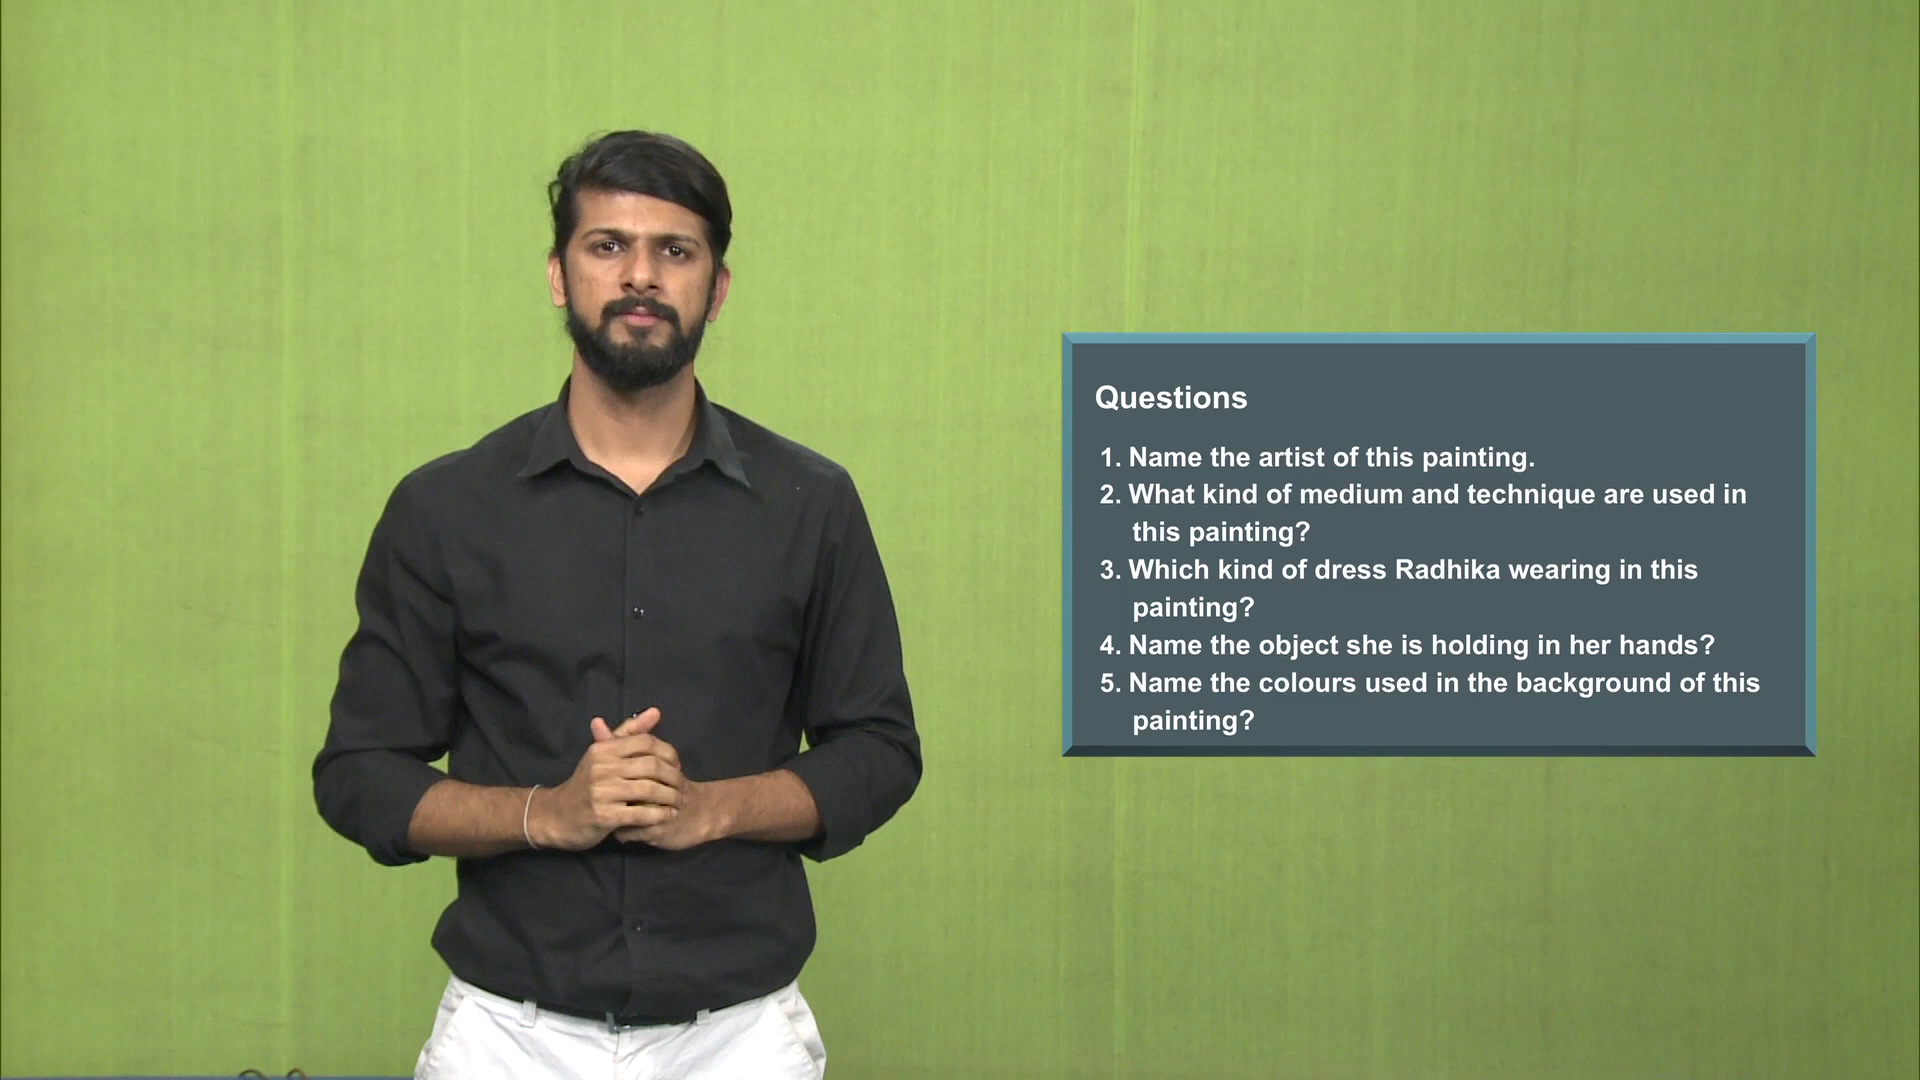 Questions
1. Name the artist of this painting.
2. What kind of medium and technique are used in
this painting?
3. Which kind of dress Radhika wearing in this
painting?
4. Name the object she is holding in her hands?
5. Name the colours used in the background of this
painting?